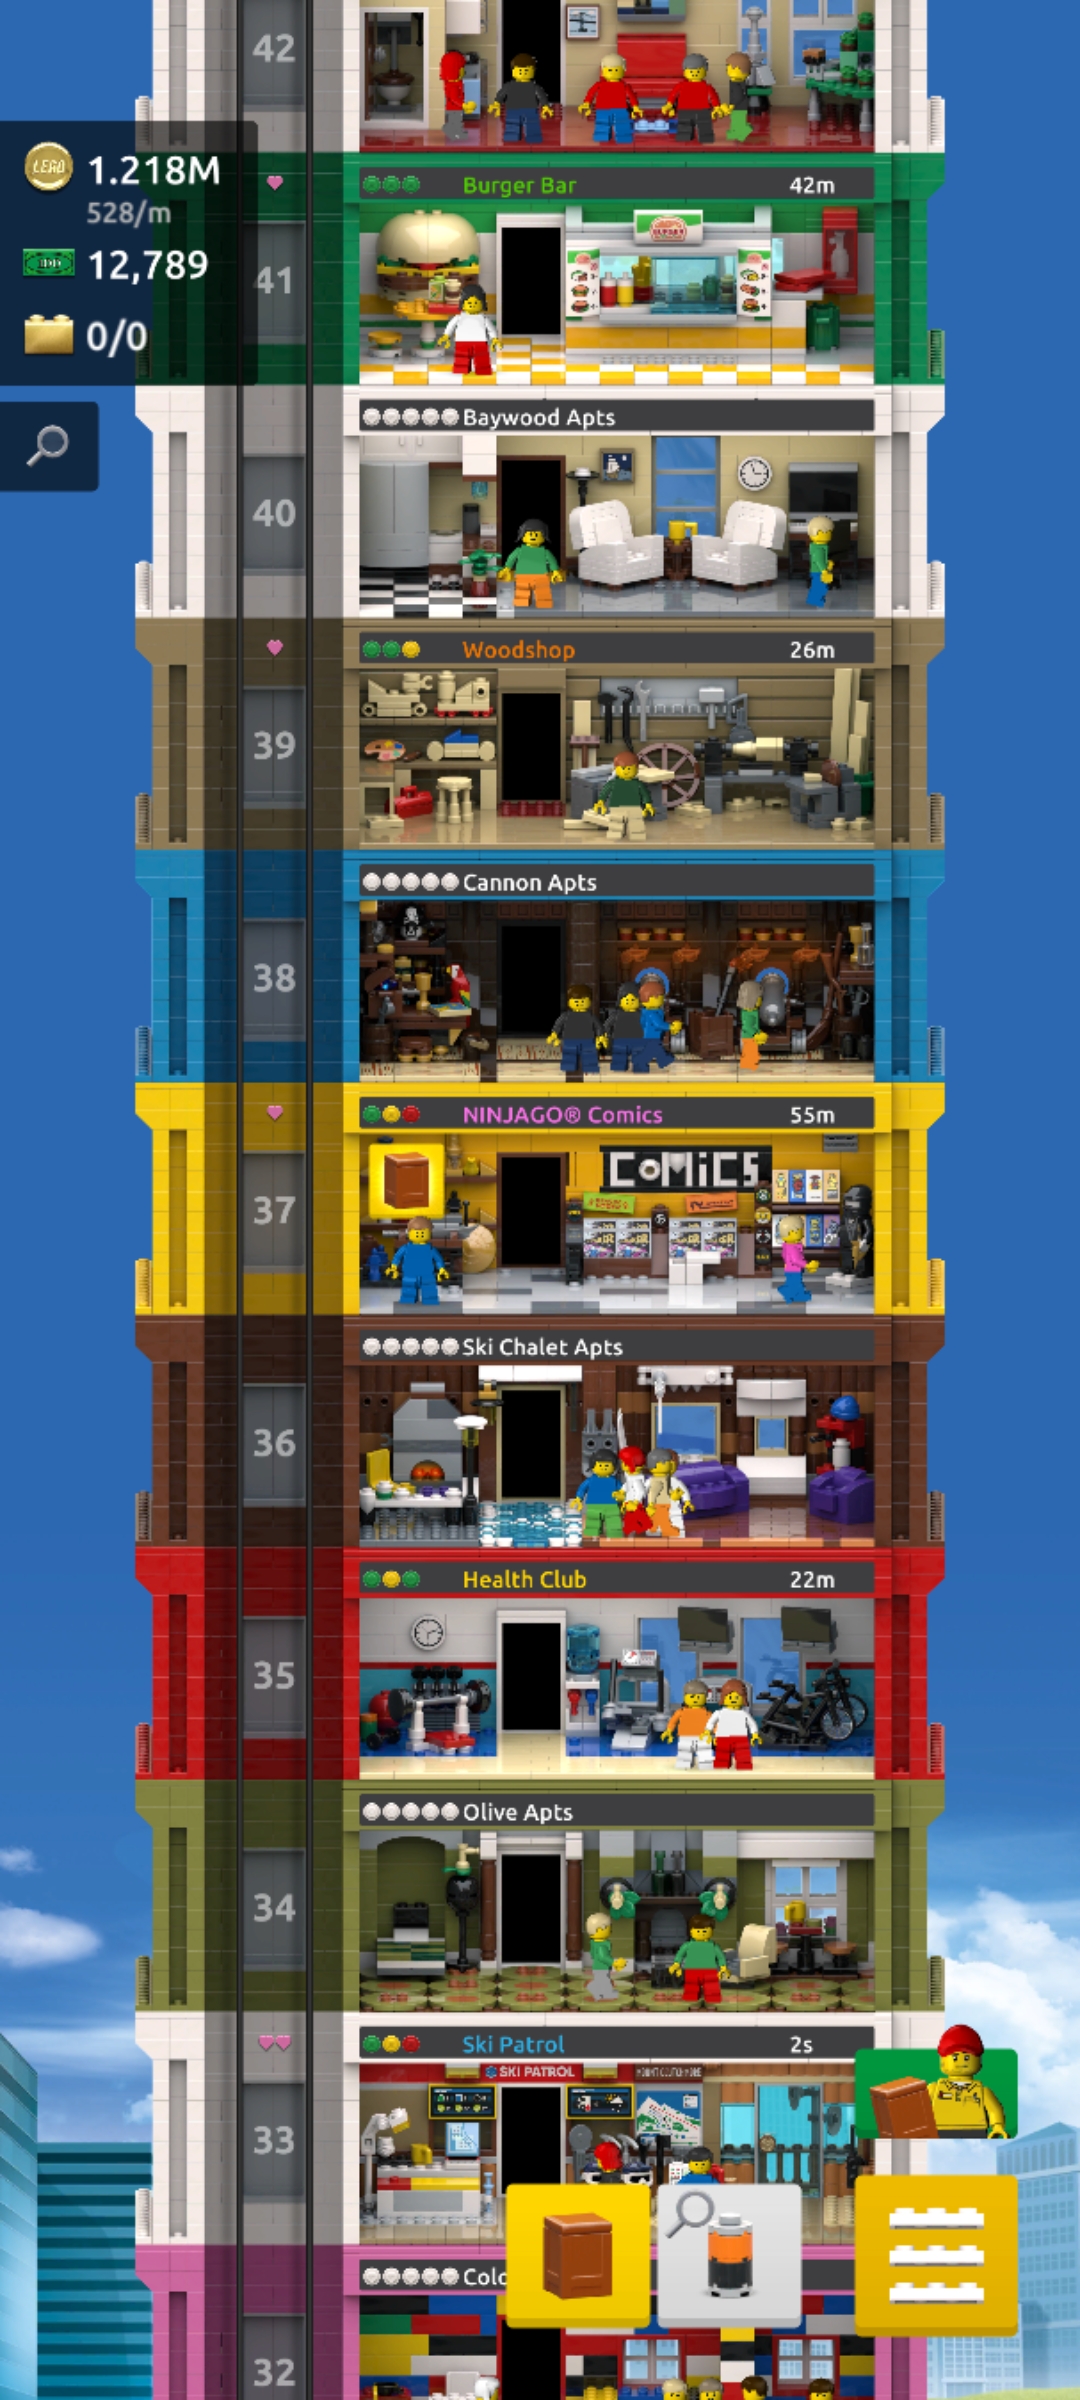 42
LEGO
1.218M
528/m
12,789
0/0
Burger Bar 42m
BURGER
41
Baywood Apts
40
Woodshop 26m
39
Cannon Apts
38
NINJAGO® Comics 55m
COMiCS
37
Ski Chalet Apts
36
Health Club 22m
35
Olive Apts
34
Ski Patrol 2s
SKI PATROL
33
Colo
32